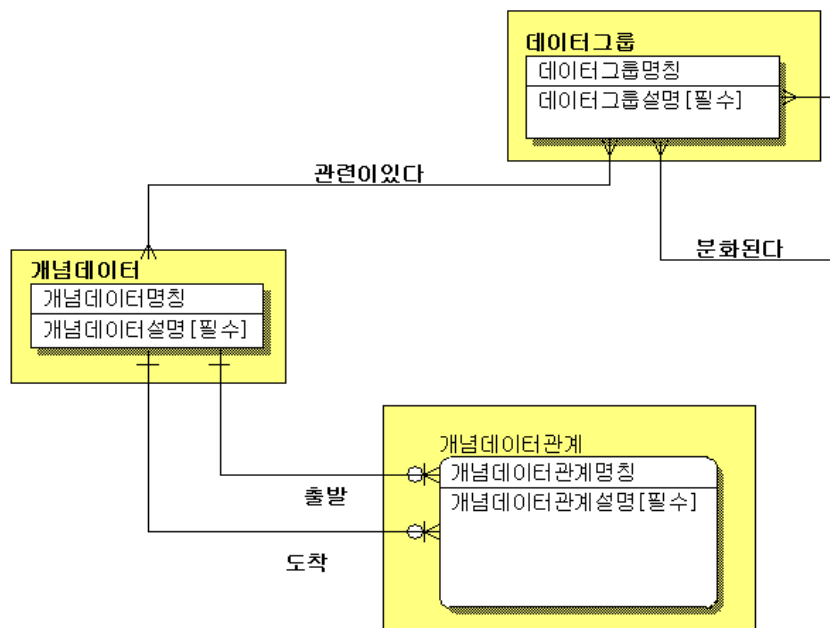 데이터그룹
데이터그룹명칭
데이터그룹설명[필수]
관련이있다
분화된다
개념데이터
개념데이터명칭
개념데이터설명[필수]
개념데이터관계
개념데이터관계명칭
개념데이터관계설명[필수]
출발
도착